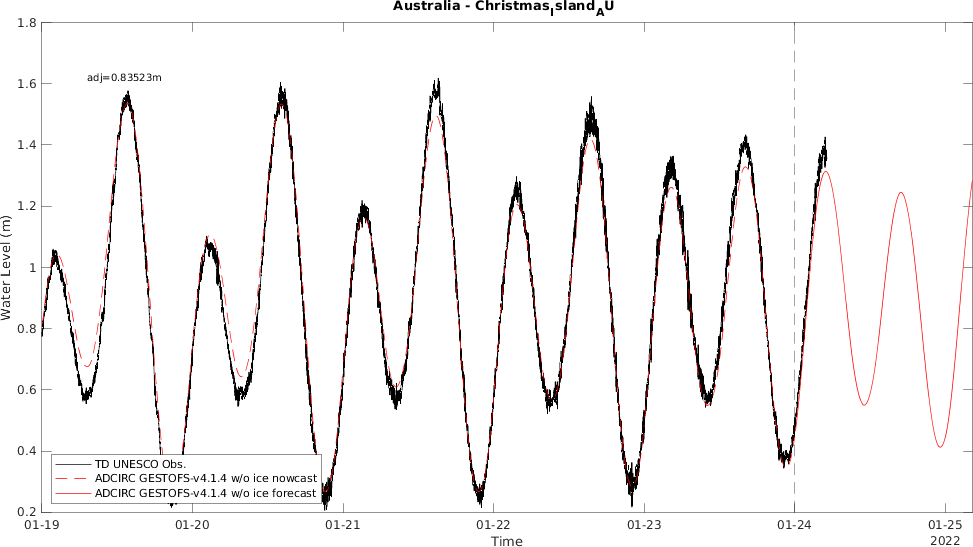 Australia - Christmas_Island_AU
1.8
1.6
1.4
1.2
1
0.8
0.6
0.4
0.2
Water Level (m)
adj=0.83523m
TD UNESCO Obs.
ADCIRC GESTOFS-v4.1.4 w/o ice nowcast
ADCIRC GESTOFS-v4.1.4 w/o ice forecast
01-19 01-20 01-21 01-22 01-23 01-24 01-25
Time 2022